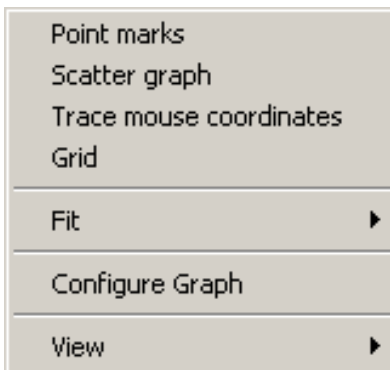 Point marks
Scatter graph
Trace mouse coordinates
Grid
Fit
Configure Graph
View